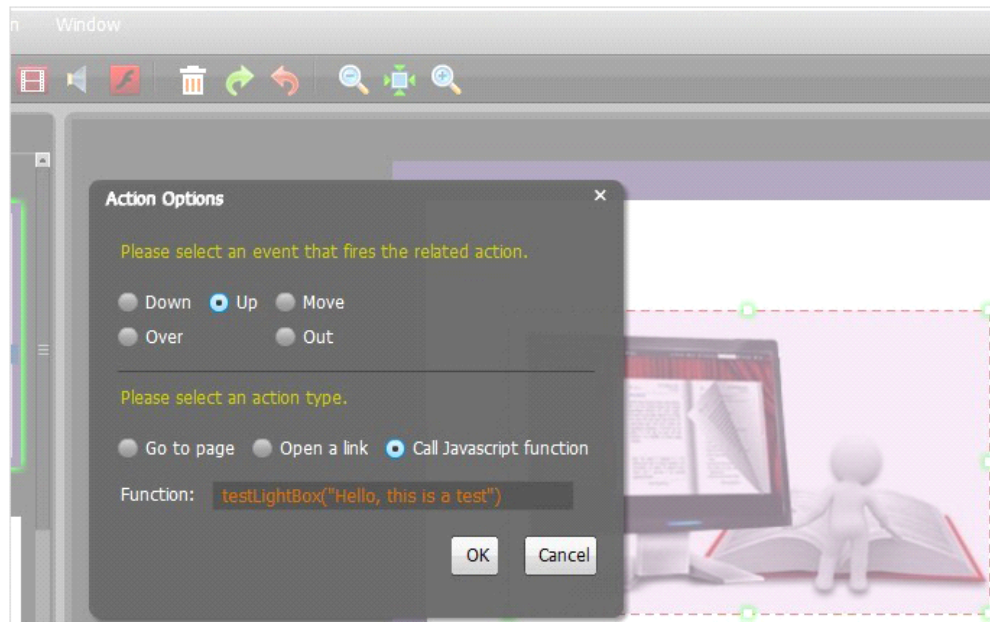 n Window
Action Options
Please select an event that fires the related action.
Down Up Move
Over Out
Please select an action type.
Go to page Open a link Call Javascript function
Function: testLightBox("Hello, this is a test")
OK Cancel